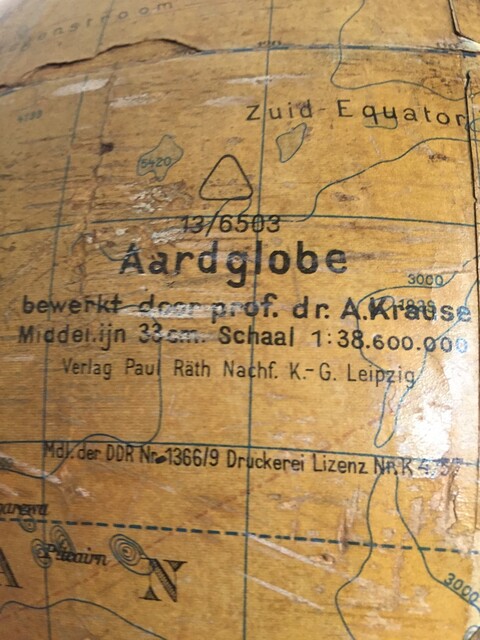 Zuid-Equator
5420
13/6503
Aardglobe
3000
bewerkt door prof. dr. A. Krause
Middellijn 33 cm. Schaal 1:38.600.000
Verlag Paul Räth Nachf. K.-G. Leipzig
Mdl. der DDR Nr. 1366/9 Druckerei Lizenz Nr. K 4/57
Pitcairn
A N
3000